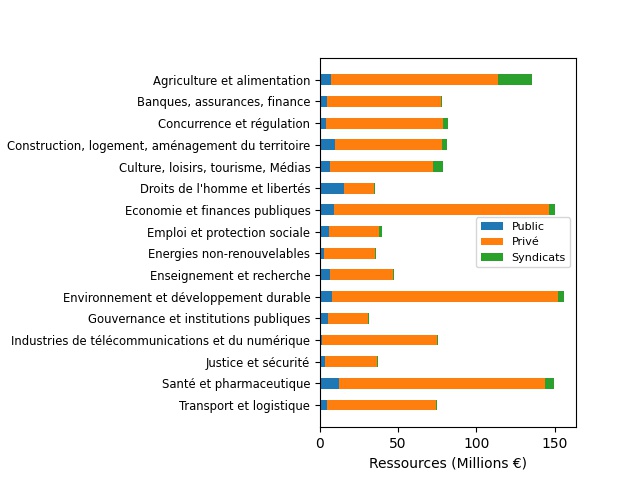 Agriculture et alimentation
Banques, assurances, finance
Concurrence et régulation
Construction, logement, aménagement du territoire
Culture, loisirs, tourisme, Médias
Droits de l'homme et libertés
Economie et finances publiques
Emploi et protection sociale
Energies non-renouvelables
Enseignement et recherche
Environnement et développement durable
Gouvernance et institutions publiques
Industries de télécommunications et du numérique
Justice et sécurité
Santé et pharmaceutique
Transport et logistique
Public
Privé
Syndicats
0 50 100 150
Ressources (Millions €)